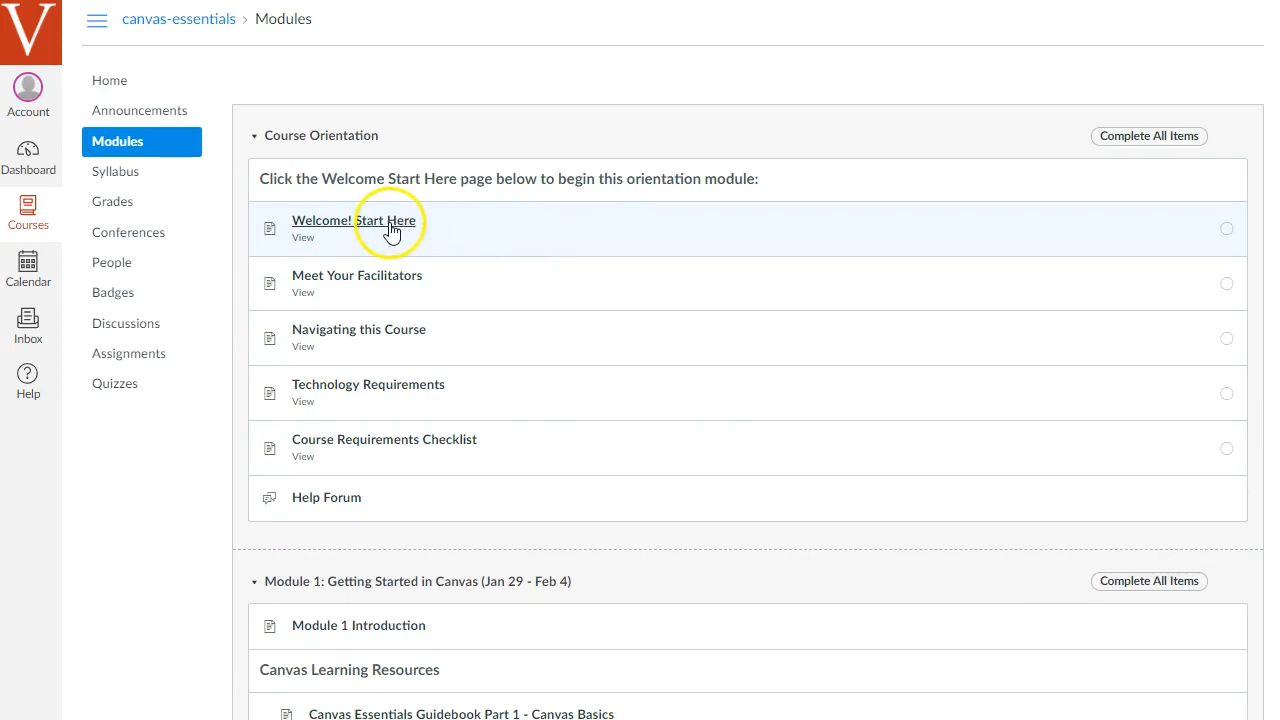 V
canvas-essentials › Modules
Account
Dashboard
Courses
Calendar
Inbox
Help
Home
Announcements
Modules
Syllabus
Grades
Conferences
People
Badges
Discussions
Assignments
Quizzes
Course Orientation
Complete All Items
Click the Welcome Start Here page below to begin this orientation module:
Welcome! Start Here
View
Meet Your Facilitators
View
Navigating this Course
View
Technology Requirements
View
Course Requirements Checklist
View
Help Forum
Module 1: Getting Started in Canvas (Jan 29 - Feb 4)
Complete All Items
Module 1 Introduction
Canvas Learning Resources
Canvas Essentials Guidebook Part 1 - Canvas Basics